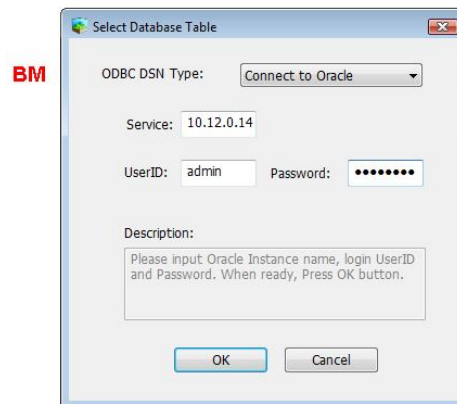 Select Database Table
BM
ODBC DSN Type: Connect to Oracle
Service: 10.12.0.14
UserID: admin Password: ●●●●●●●●
Description:
Please input Oracle Instance name, login UserID
and Password. When ready, Press OK button.
OK Cancel